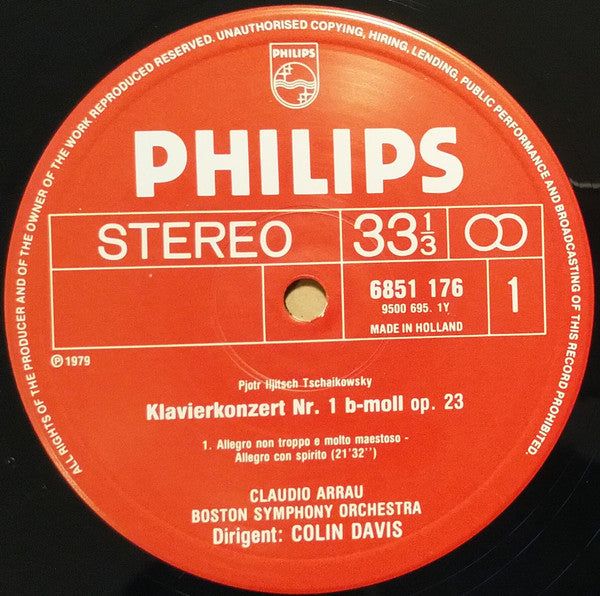 ALL RIGHTS OF THE PRODUCER AND OF THE OWNER OF THE WORK REPRODUCED RESERVED. UNAUTHORISED COPYING, HIRING, LENDING, PUBLIC PERFORMANCE AND BROADCASTING OF THIS RECORD PROHIBITED.
PHILIPS
PHILIPS
STEREO
33 1/3
6851 176
9500 695. 1Y
MADE IN HOLLAND
1
℗ 1979
Pjotr Iljitsch Tschaikowsky
Klavierkonzert Nr. 1 b-moll op. 23
1. Allegro non troppo e molto maestoso -
Allegro con spirito (21'32'')
CLAUDIO ARRAU
BOSTON SYMPHONY ORCHESTRA
Dirigent: COLIN DAVIS